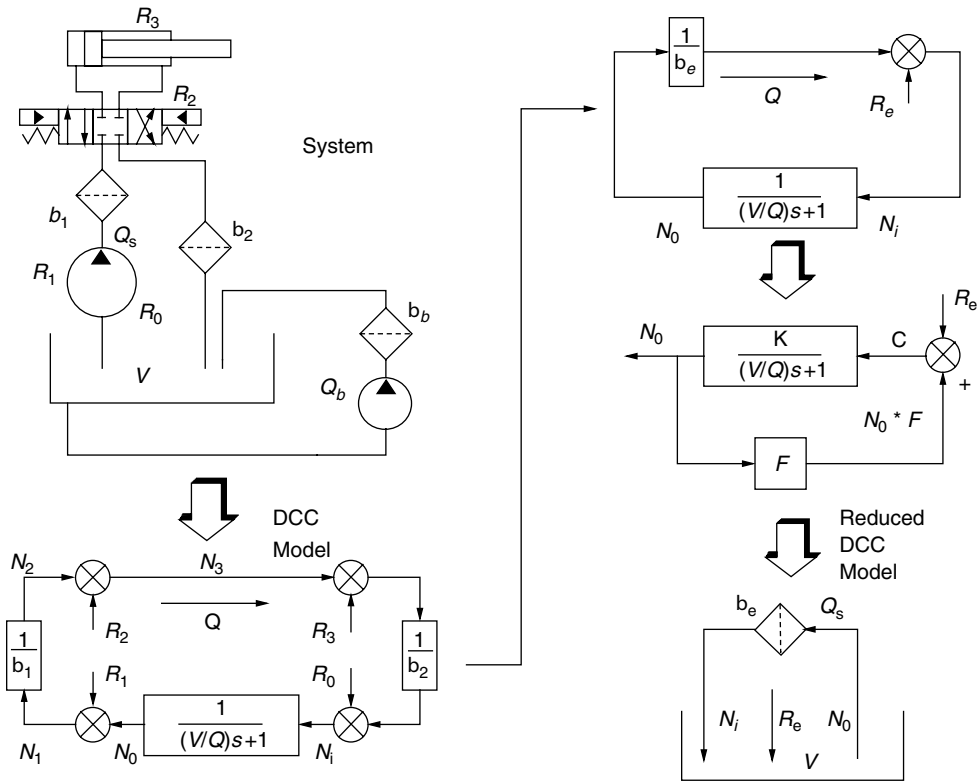 R₃
R₂
System
b₁
Qₛ
b₂
R₁
R₀
b_b
V
Q_b
DCC
Model
N₂
N₃
Q
R₂
R₃
1
b₁
1
b₂
R₁
R₀
1
(V/Q)s+1
N₁
N₀
Nᵢ
1
bₑ
Q
Rₑ
1
(V/Q)s+1
N₀
Nᵢ
Rₑ
N₀
K
(V/Q)s+1
C
+
N₀ * F
F
Reduced
DCC
Model
bₑ
Qₛ
Nᵢ
Rₑ
N₀
V